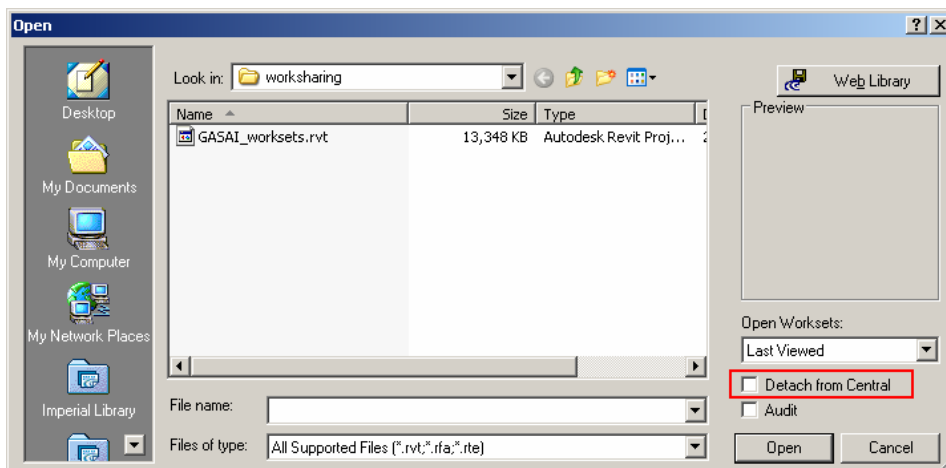 Open
Look in: worksharing
Web Library
Desktop
My Documents
My Computer
My Network Places
Imperial Library
Name Size Type
GASAI_worksets.rvt 13,348 KB Autodesk Revit Proj...
Preview
Open Worksets:
Last Viewed
Detach from Central
Audit
File name:
Files of type: All Supported Files (*.rvt;*.rfa;*.rte)
Open Cancel